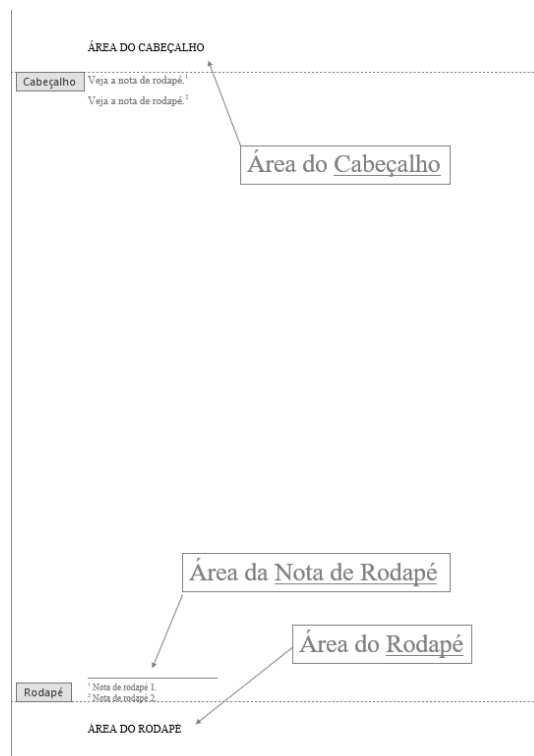 ÁREA DO CABEÇALHO
Cabeçalho
Veja a nota de rodapé.¹
Veja a nota de rodapé.²
Área do Cabeçalho
Área da Nota de Rodapé
Área do Rodapé
¹ Nota de rodapé 1.
Rodapé
² Nota de rodapé 2.
ÁREA DO RODAPÉ